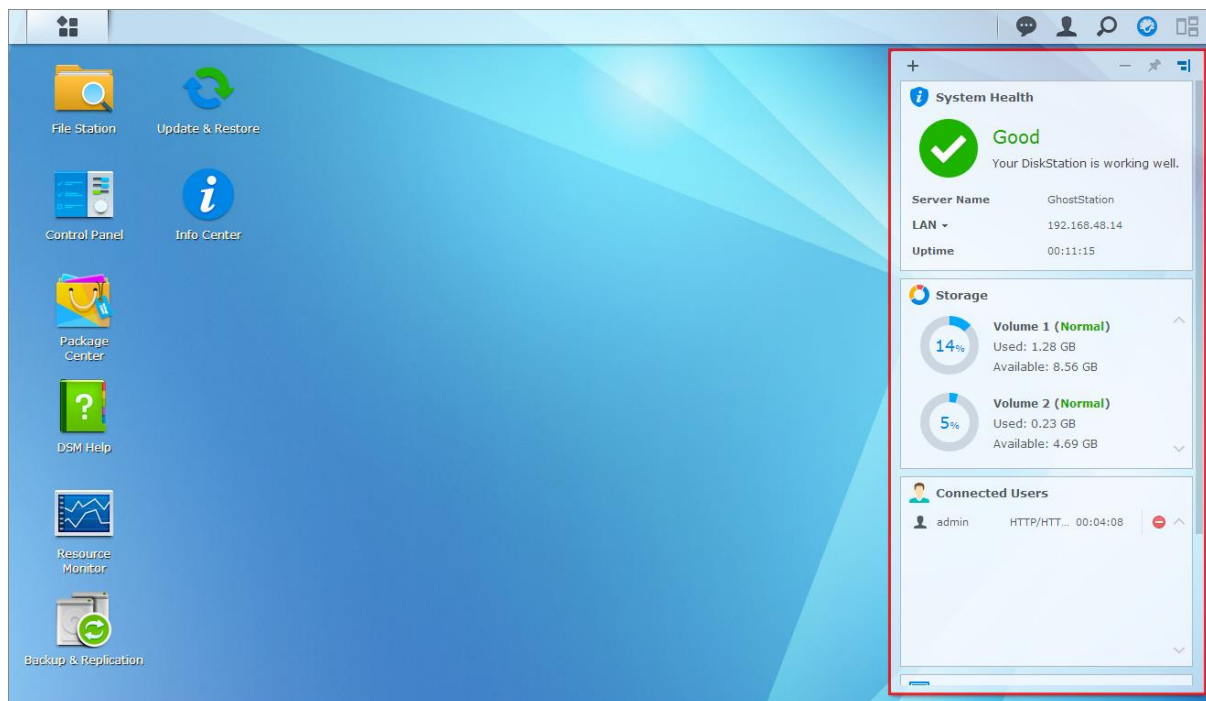 File Station
Update & Restore
Control Panel
Info Center
Package
Center
?
DSM Help
Resource
Monitor
Backup & Replication
+
System Health
Good
Your DiskStation is working well.
Server Name GhostStation
LAN 192.168.48.14
Uptime 00:11:15
Storage
14%
Volume 1 (Normal)
Used: 1.28 GB
Available: 8.56 GB
5%
Volume 2 (Normal)
Used: 0.23 GB
Available: 4.69 GB
Connected Users
admin HTTP/HTT... 00:04:08